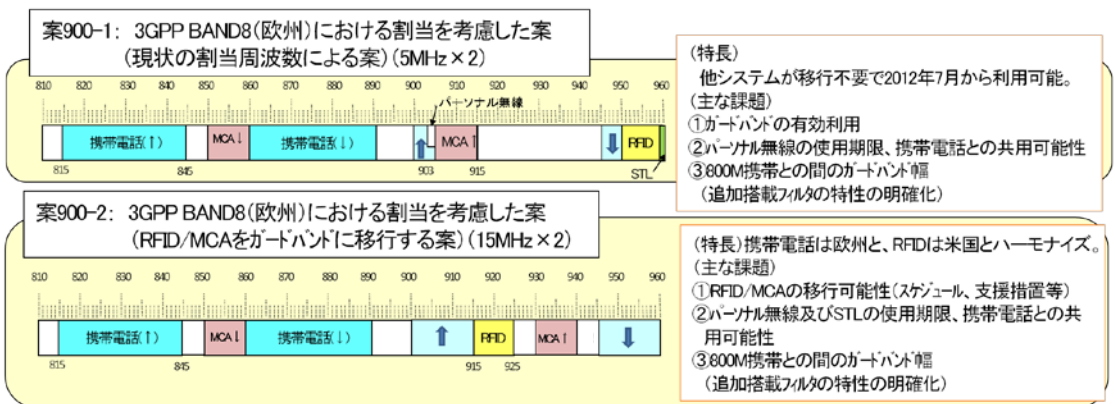 案900-1： 3GPP BAND8(欧州)における割当を考慮した案
(現状の割当周波数による案)(5MHz×2)
810 820 830 840 850 860 870 880 890 900 910 920 930 940 950 960
パーソナル無線
携帯電話(↑) MCA↓ 携帯電話(↓) MCA↑ RFID
815 845 903 915 STL
(特長)
他システムが移行不要で2012年7月から利用可能。
(主な課題)
①ガードバンドの有効利用
②パーソナル無線の使用期限、携帯電話との共用可能性
③800M携帯との間のガードバンド幅
(追加搭載フィルタの特性の明確化)
案900-2： 3GPP BAND8(欧州)における割当を考慮した案
(RFID/MCAをガードバンドに移行する案)(15MHz×2)
810 820 830 840 850 860 870 880 890 900 910 920 930 940 950 960
携帯電話(↑) MCA↓ 携帯電話(↓) RFID MCA↑
815 845 915 925
(特長)携帯電話は欧州と、RFIDは米国とハーモナイズ。
(主な課題)
①RFID/MCAの移行可能性(スケジュール、支援措置等)
②パーソナル無線及びSTLの使用期限、携帯電話との共
用可能性
③800M携帯との間のガードバンド幅
(追加搭載フィルタの特性の明確化)